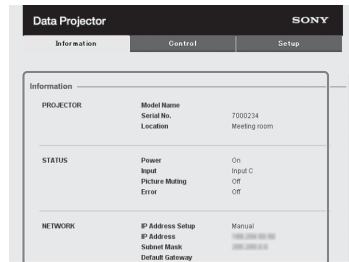 Data Projector SONY
Information Control Setup
Information
PROJECTOR Model Name
Serial No. 7000234
Location Meeting room
STATUS Power On
Input Input C
Picture Muting Off
Error Off
NETWORK IP Address Setup Manual
IP Address
Subnet Mask
Default Gateway